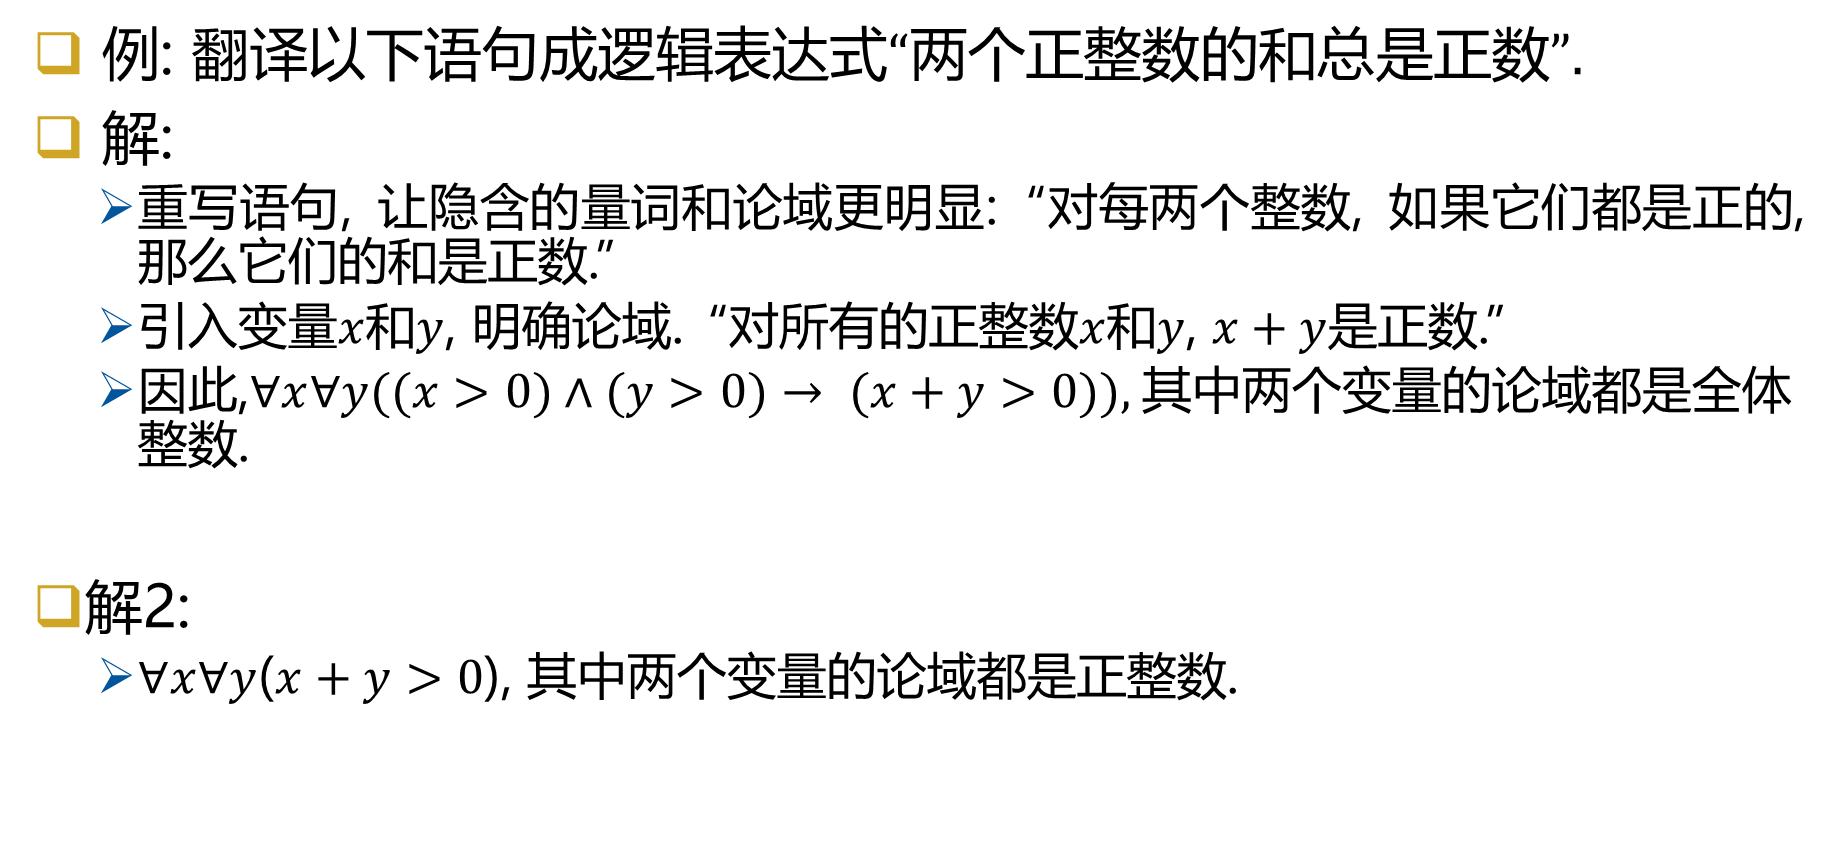 例: 翻译以下语句成逻辑表达式“两个正整数的和总是正数”.
解:
重写语句, 让隐含的量词和论域更明显: “对每两个整数, 如果它们都是正的,
那么它们的和是正数.”
引入变量𝑥和𝑦, 明确论域. “对所有的正整数𝑥和𝑦, 𝑥 + 𝑦是正数.”
因此,∀𝑥∀𝑦((𝑥 > 0) ∧ (𝑦 > 0) → (𝑥 + 𝑦 > 0)), 其中两个变量的论域都是全体
整数.
解2:
∀𝑥∀𝑦(𝑥 + 𝑦 > 0), 其中两个变量的论域都是正整数.